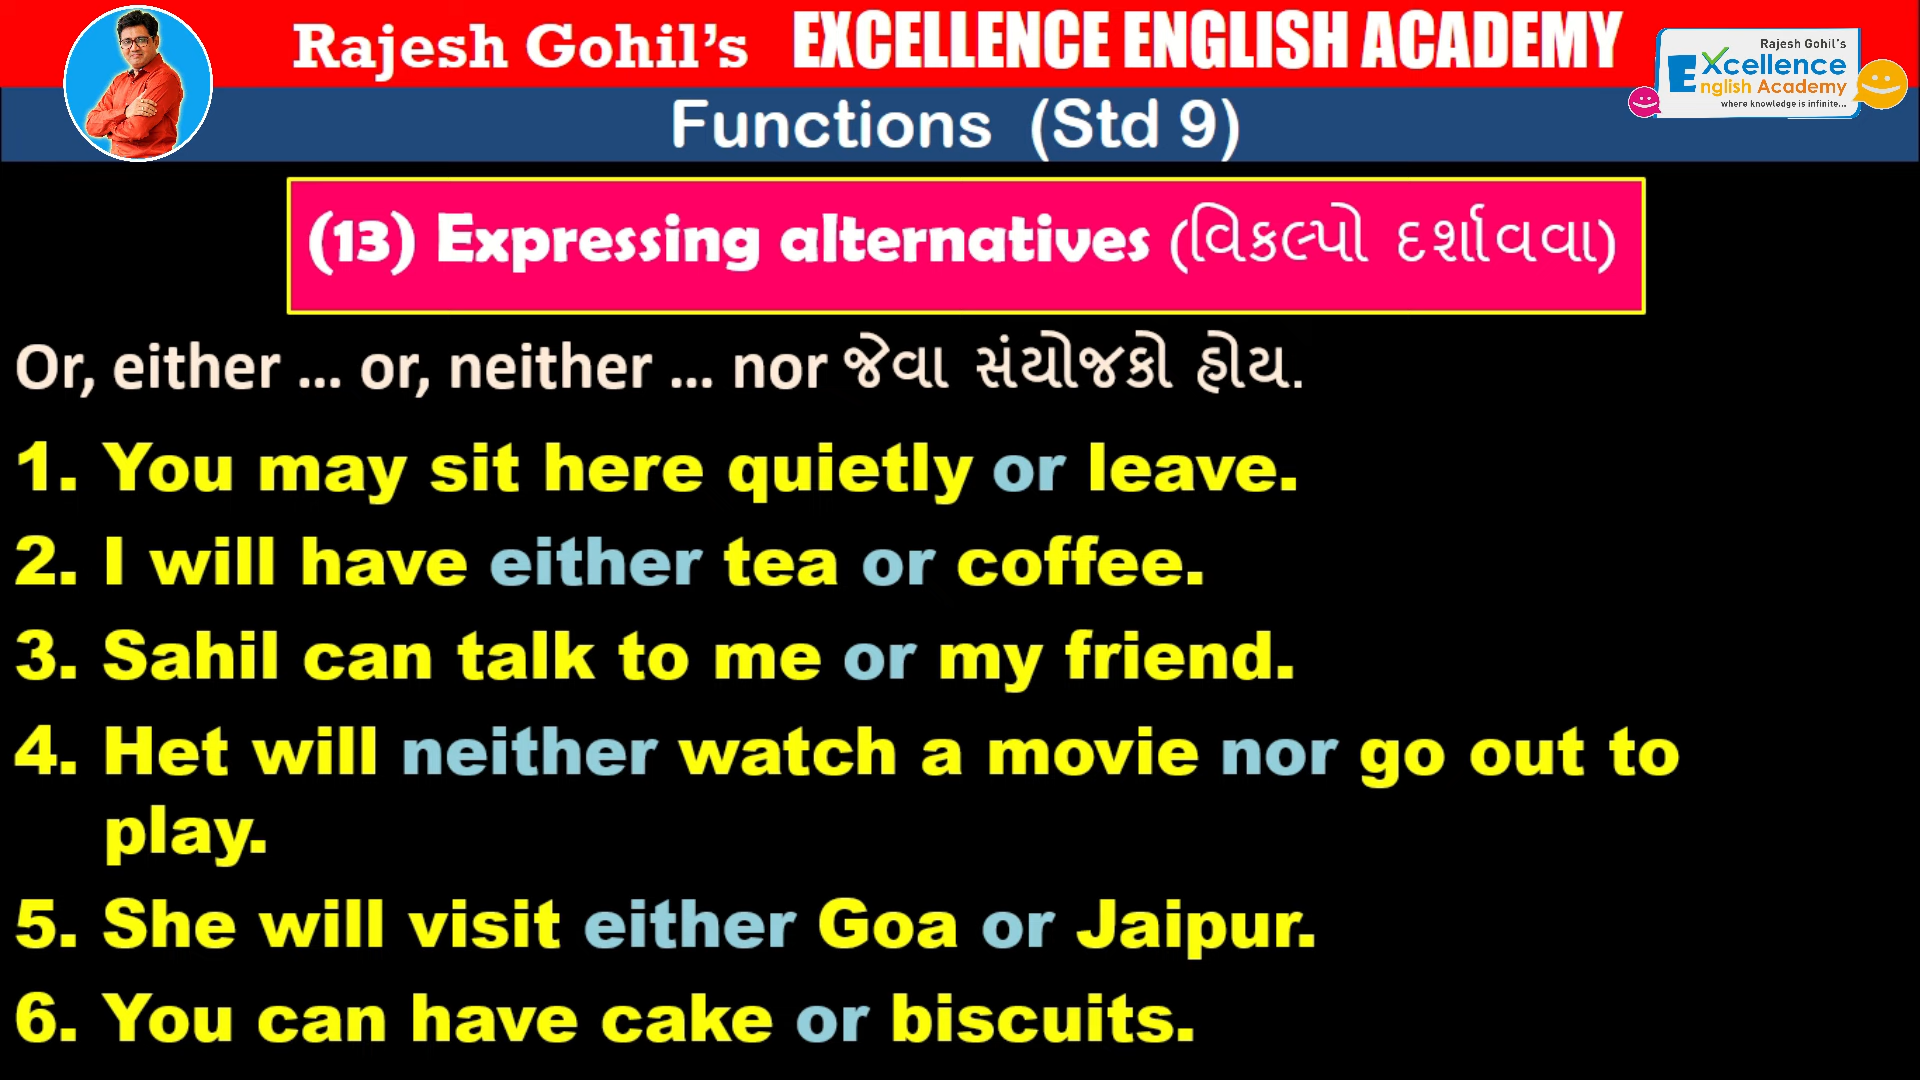 Rajesh Gohil's EXCELLENCE ENGLISH ACADEMY
Rajesh Gohil's
Excellence
English Academy
where knowledge is infinite...
Functions (Std 9)
(13) Expressing alternatives (વિકલ્પો દર્શાવવા)
Or, either ... or, neither ... nor જેવા સંયોજકો હોય.
1. You may sit here quietly or leave.
2. I will have either tea or coffee.
3. Sahil can talk to me or my friend.
4. Het will neither watch a movie nor go out to
play.
5. She will visit either Goa or Jaipur.
6. You can have cake or biscuits.